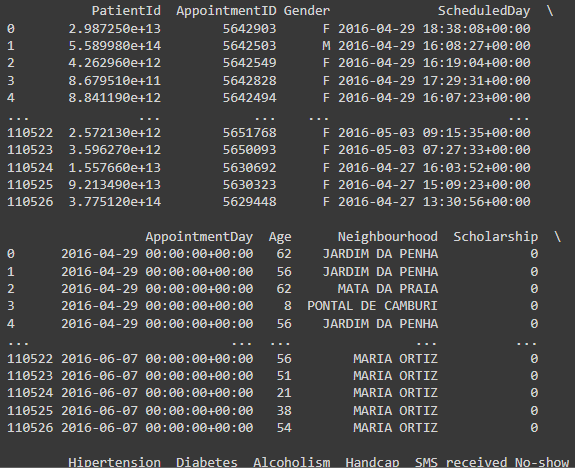 PatientId AppointmentID Gender ScheduledDay \
0 2.987250e+13 5642903 F 2016-04-29 18:38:08+00:00
1 5.589980e+14 5642503 M 2016-04-29 16:08:27+00:00
2 4.262960e+12 5642549 F 2016-04-29 16:19:04+00:00
3 8.679510e+11 5642828 F 2016-04-29 17:29:31+00:00
4 8.841190e+12 5642494 F 2016-04-29 16:07:23+00:00
... ... ... ... ...
110522 2.572130e+12 5651768 F 2016-05-03 09:15:35+00:00
110523 3.596270e+12 5650093 F 2016-05-03 07:27:33+00:00
110524 1.557660e+13 5630692 F 2016-04-27 16:03:52+00:00
110525 9.213490e+13 5630323 F 2016-04-27 15:09:23+00:00
110526 3.775120e+14 5629448 F 2016-04-27 13:30:56+00:00
AppointmentDay Age Neighbourhood Scholarship \
0 2016-04-29 00:00:00+00:00 62 JARDIM DA PENHA 0
1 2016-04-29 00:00:00+00:00 56 JARDIM DA PENHA 0
2 2016-04-29 00:00:00+00:00 62 MATA DA PRAIA 0
3 2016-04-29 00:00:00+00:00 8 PONTAL DE CAMBURI 0
4 2016-04-29 00:00:00+00:00 56 JARDIM DA PENHA 0
... ... ... ... ...
110522 2016-06-07 00:00:00+00:00 56 MARIA ORTIZ 0
110523 2016-06-07 00:00:00+00:00 51 MARIA ORTIZ 0
110524 2016-06-07 00:00:00+00:00 21 MARIA ORTIZ 0
110525 2016-06-07 00:00:00+00:00 38 MARIA ORTIZ 0
110526 2016-06-07 00:00:00+00:00 54 MARIA ORTIZ 0
Hipertension Diabetes Alcoholism Handcap SMS_received No-show